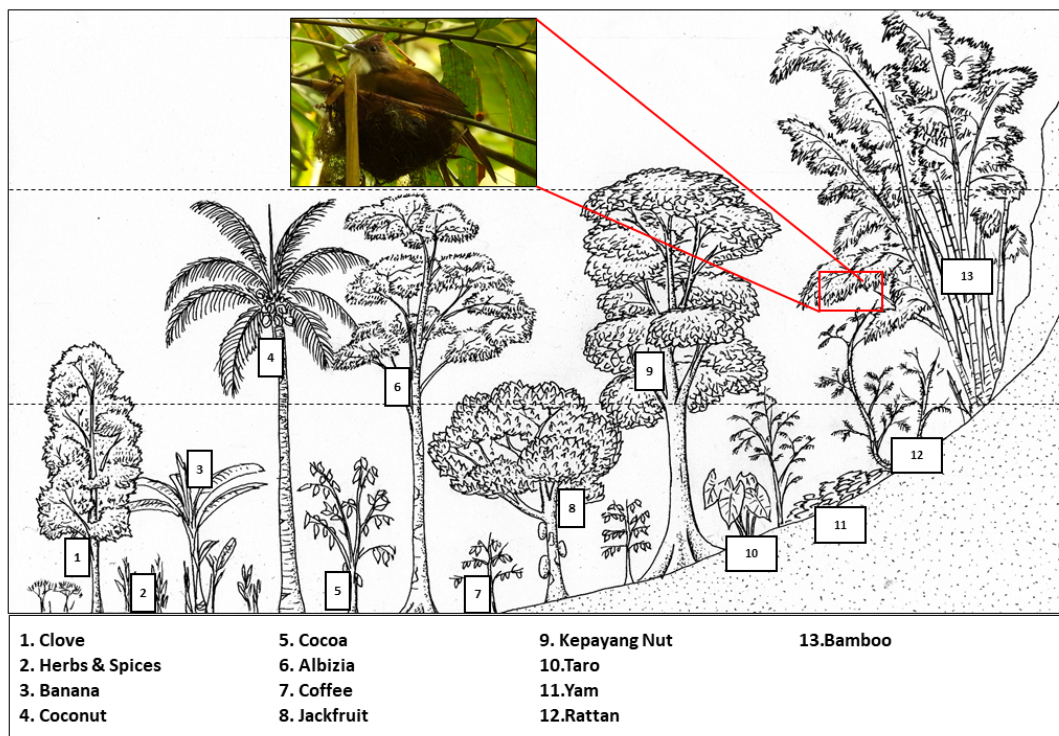 13
4
6
9
3
12
8
11
1
10
2
5
7
1. Clove
2. Herbs & Spices
3. Banana
4. Coconut
5. Cocoa
6. Albizia
7. Coffee
8. Jackfruit
9. Kepayang Nut
10.Taro
11.Yam
12.Rattan
13.Bamboo